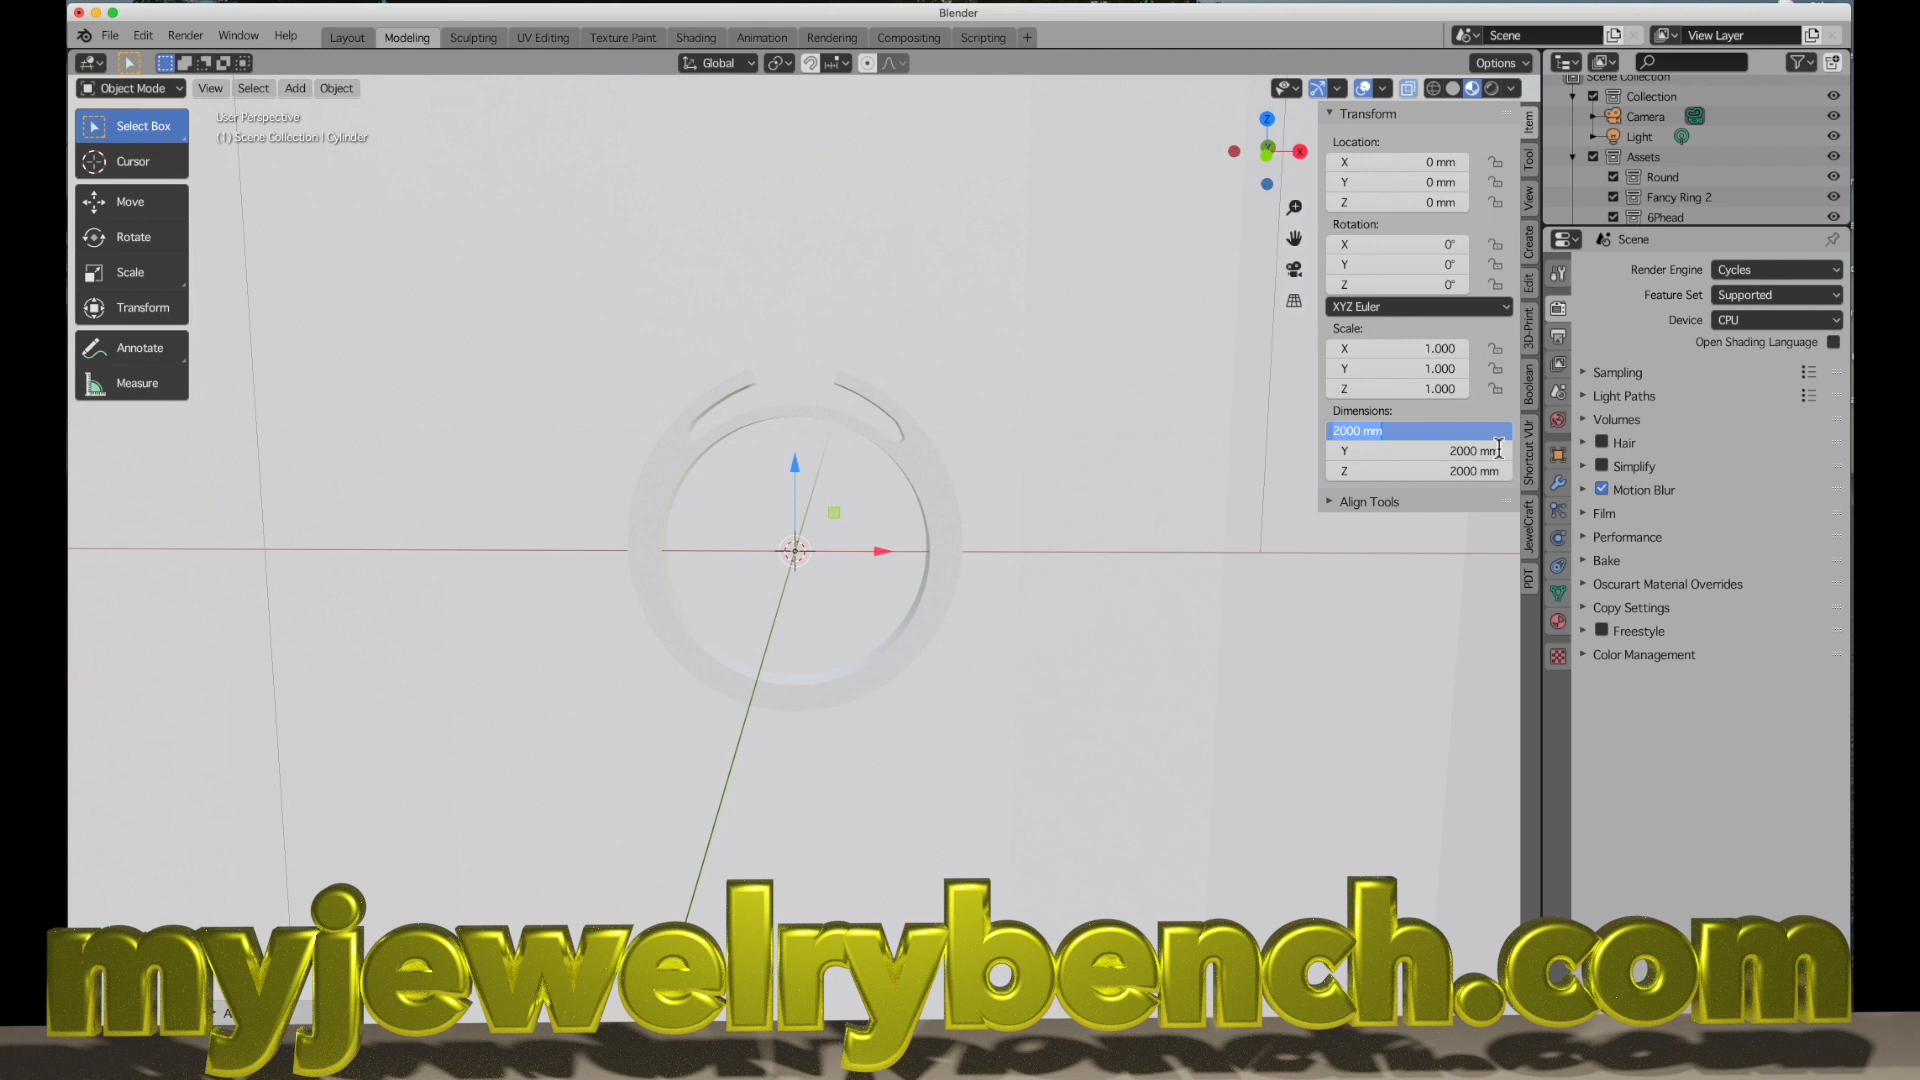 Blender
File Edit Render Window Help
Layout Modeling Sculpting UV Editing Texture Paint Shading Animation Rendering Compositing Scripting +
Scene
View Layer
Global
Options
Object Mode View Select Add Object
User Perspective
(1) Scene Collection | Cylinder
Select Box
Cursor
Move
Rotate
Scale
Transform
Annotate
Measure
Z
Y
X
Transform
Location:
X 0 mm
Y 0 mm
Z 0 mm
Rotation:
X 0°
Y 0°
Z 0°
XYZ Euler
Scale:
X 1.000
Y 1.000
Z 1.000
Dimensions:
2000 mm
Y 2000 mm
Z 2000 mm
Align Tools
Item
Tool
View
Create
Edit
3D-Print
Boolean
Shortcut VUr
JewelCraft
PDT
Scene Collection
Collection
Camera
Light
Assets
Round
Fancy Ring 2
6Phead
Scene
Render Engine Cycles
Feature Set Supported
Device CPU
Open Shading Language
Sampling
Light Paths
Volumes
Hair
Simplify
Motion Blur
Film
Performance
Bake
Oscurart Material Overrides
Copy Settings
Freestyle
Color Management
myjewelrybench.com